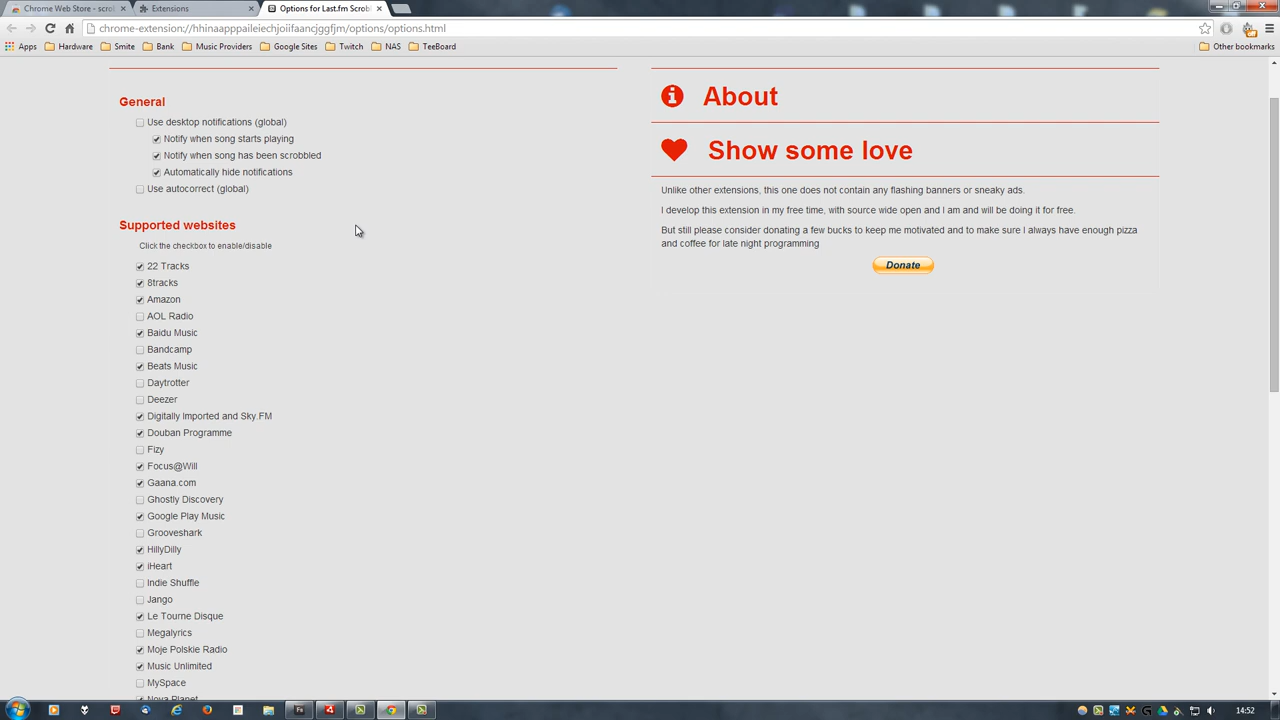 Chrome Web Store - scrob
Extensions
Options for Last.fm Scrobb
chrome-extension://hhinaapppaileiechjoiifaancjggfjm/options/options.html
Apps
Hardware
Smite
Bank
Music Providers
Google Sites
Twitch
NAS
TeeBoard
Other bookmarks
General
Use desktop notifications (global)
Notify when song starts playing
Notify when song has been scrobbled
Automatically hide notifications
Use autocorrect (global)
Supported websites
Click the checkbox to enable/disable
22 Tracks
8tracks
Amazon
AOL Radio
Baidu Music
Bandcamp
Beats Music
Daytrotter
Deezer
Digitally Imported and Sky.FM
Douban Programme
Fizy
Focus@Will
Gaana.com
Ghostly Discovery
Google Play Music
Grooveshark
HillyDilly
iHeart
Indie Shuffle
Jango
Le Tourne Disque
Megalyrics
Moje Polskie Radio
Music Unlimited
MySpace
Nova Planet
About
Show some love
Unlike other extensions, this one does not contain any flashing banners or sneaky ads.
I develop this extension in my free time, with source wide open and I am and will be doing it for free.
But still please consider donating a few bucks to keep me motivated and to make sure I always have enough pizza
and coffee for late night programming
Donate
14:52